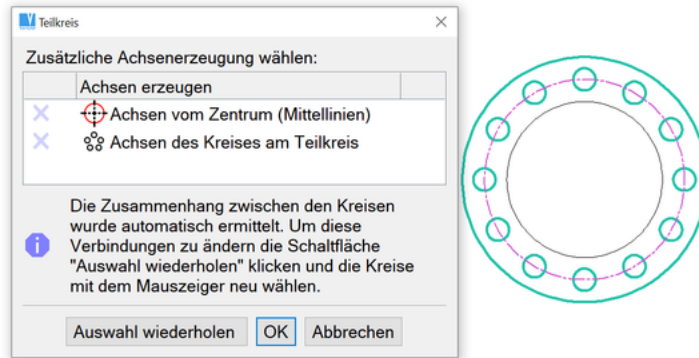 Teilkreis
Zusätzliche Achsenerzeugung wählen:
Achsen erzeugen
Achsen vom Zentrum (Mittellinien)
Achsen des Kreises am Teilkreis
Die Zusammenhang zwischen den Kreisen
wurde automatisch ermittelt. Um diese
Verbindungen zu ändern die Schaltfläche
"Auswahl wiederholen" klicken und die Kreise
mit dem Mauszeiger neu wählen.
Auswahl wiederholen OK Abbrechen